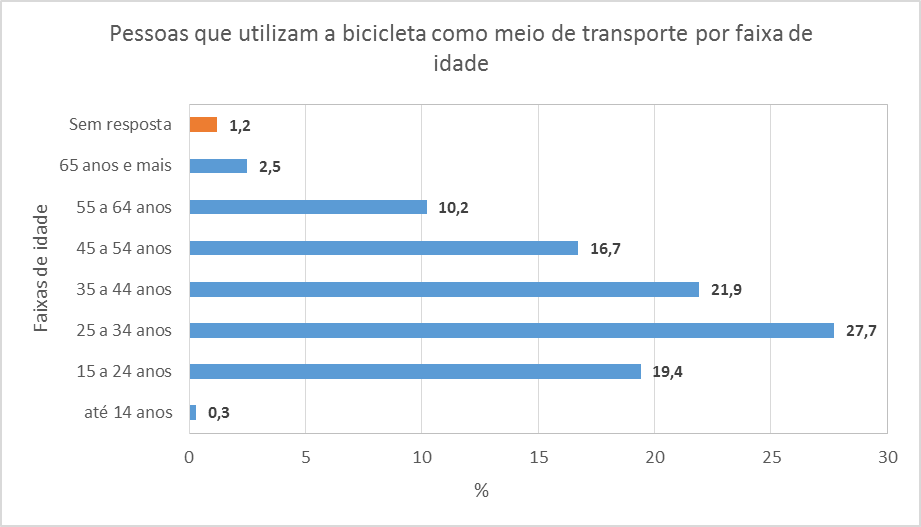 Pessoas que utilizam a bicicleta como meio de transporte por faixa de
idade
Faixas de idade
Sem resposta 1,2
65 anos e mais 2,5
55 a 64 anos 10,2
45 a 54 anos 16,7
35 a 44 anos 21,9
25 a 34 anos 27,7
15 a 24 anos 19,4
até 14 anos 0,3
0 5 10 15 20 25 30
%